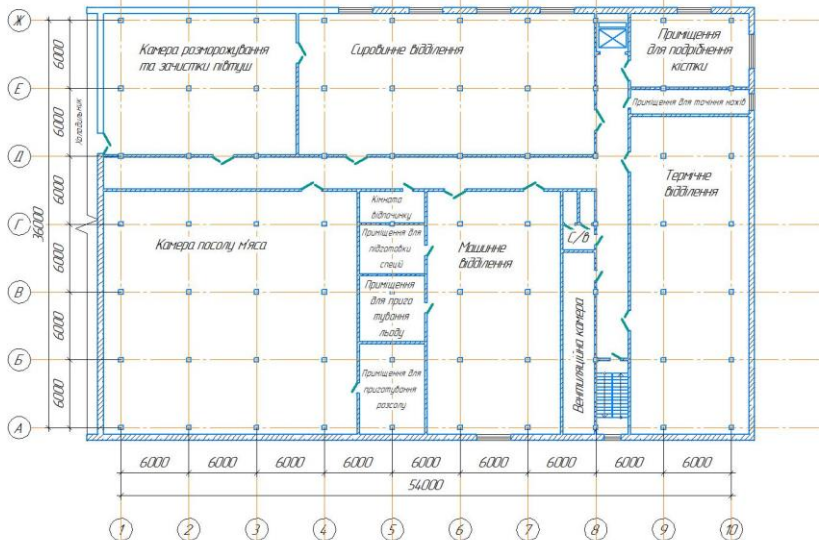 Ж
Камера розморожування
та зачистки півтуш
Сировинне відділення
Приміщення
для подрібнення
кістки
6000
Е
Приміщення для точіння ножів
6000
Холодильник
Д
Термічне
відділення
6000
Кімната
відпочинку
Г
36000
Камера посолу м'яса
Приміщення для
підготовки
спецій
Машинне
відділення
С/в
6000
В
Приміщення
для приго
тування
льоду
Вентиляційна камера
6000
Б
Приміщення для
приготування
розсолу
6000
А
6000 6000 6000 6000 6000 6000 6000 6000 6000
54000
1 2 3 4 5 6 7 8 9 10